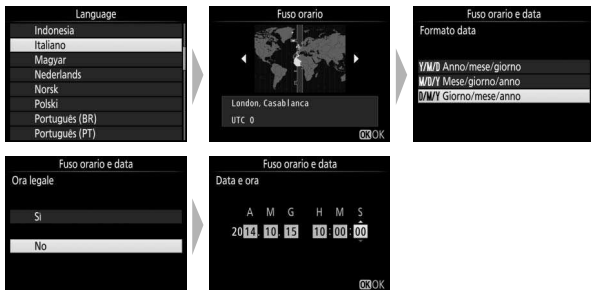 Language
Indonesia
Italiano
Magyar
Nederlands
Norsk
Polski
Português (BR)
Português (PT)
Fuso orario
London, Casablanca
UTC 0
OK OK
Fuso orario e data
Formato data
Y/M/D Anno/mese/giorno
M/D/Y Mese/giorno/anno
D/M/Y Giorno/mese/anno
Fuso orario e data
Ora legale
Sì
No
Fuso orario e data
Data e ora
A M G H M S
2014. 10. 15 10 : 00 : 00
OK OK